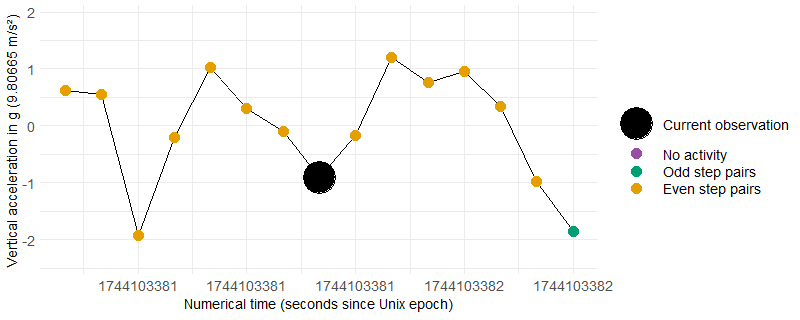 Vertical acceleration in g (9.80665 m/s²)
2
1
0
-1
-2
1744103381
1744103381
1744103381
1744103382
1744103382
Numerical time (seconds since Unix epoch)
Current observation
No activity
Odd step pairs
Even step pairs